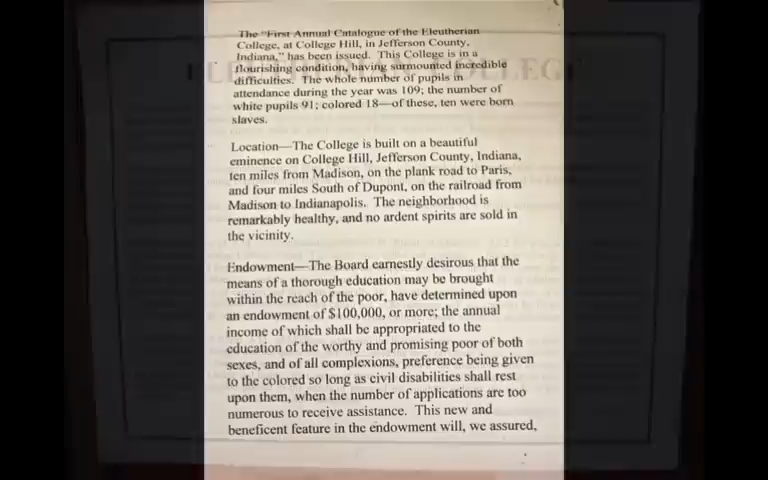 The "First Annual Catalogue of the Eleutherian
College, at College Hill, in Jefferson County,
Indiana," has been issued. This College is in a
flourishing condition, having surmounted incredible
difficulties. The whole number of pupils in
attendance during the year was 109; the number of
white pupils 91; colored 18—of these, ten were born
slaves.
Location—The College is built on a beautiful
eminence on College Hill, Jefferson County, Indiana,
ten miles from Madison, on the plank road to Paris,
and four miles South of Dupont, on the railroad from
Madison to Indianapolis. The neighborhood is
remarkably healthy, and no ardent spirits are sold in
the vicinity.
Endowment—The Board earnestly desirous that the
means of a thorough education may be brought
within the reach of the poor, have determined upon
an endowment of $100,000, or more; the annual
income of which shall be appropriated to the
education of the worthy and promising poor of both
sexes, and of all complexions, preference being given
to the colored so long as civil disabilities shall rest
upon them, when the number of applications are too
numerous to receive assistance. This new and
beneficent feature in the endowment will, we assured,